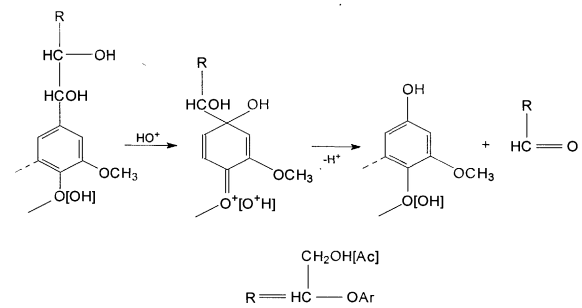 R
HC—OH
HCOH
OCH3
O[OH]
HO+
R
HCOH OH
OCH3
O+[O+H]
-H+
OH
OCH3
O[OH]
+
R
HC=O
CH2OH[Ac]
R=HC—OAr